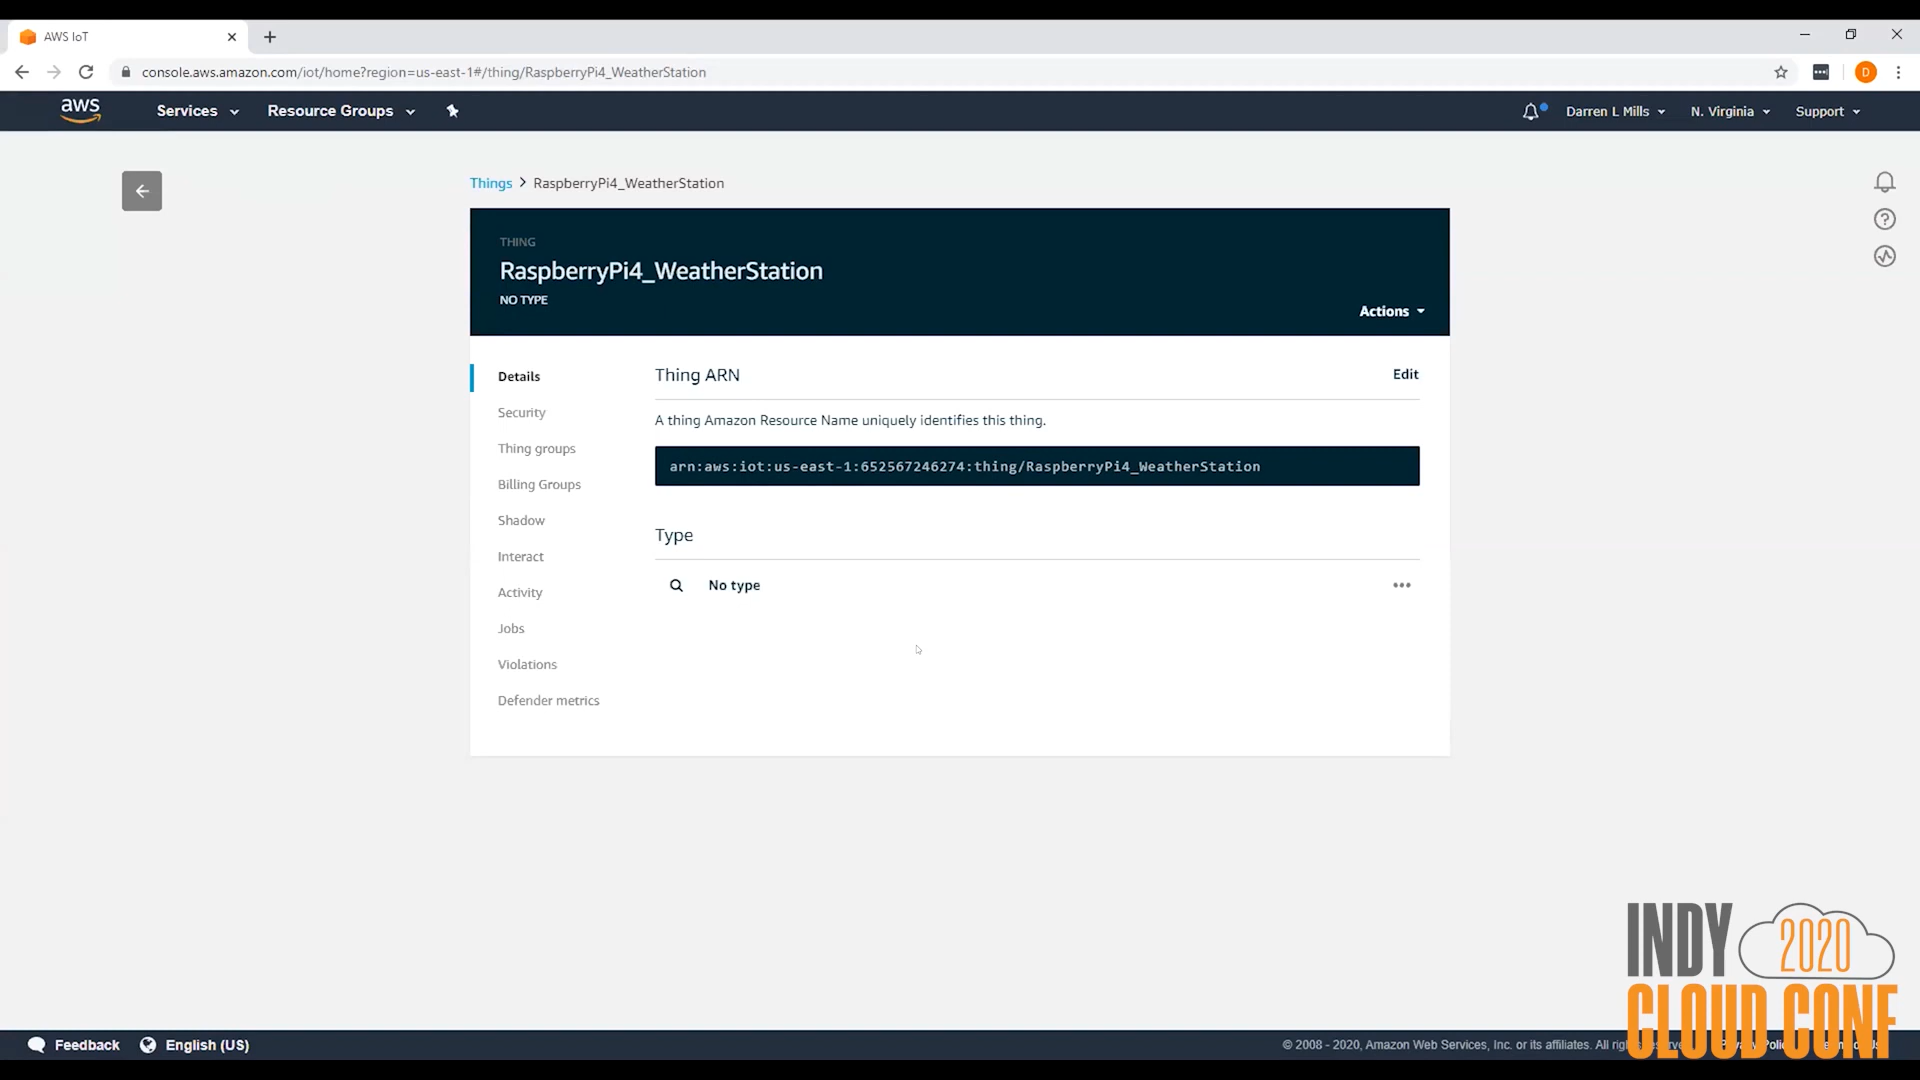 AWS IoT
console.aws.amazon.com/iot/home?region=us-east-1#/thing/RaspberryPi4_WeatherStation
D
aws
Services
Resource Groups
Darren L Mills
N. Virginia
Support
Things > RaspberryPi4_WeatherStation
THING
RaspberryPi4_WeatherStation
NO TYPE
Actions
Details
Security
Thing groups
Billing Groups
Shadow
Interact
Activity
Jobs
Violations
Defender metrics
Thing ARN
Edit
A thing Amazon Resource Name uniquely identifies this thing.
arn:aws:iot:us-east-1:652567246274:thing/RaspberryPi4_WeatherStation
Type
No type
INDY 2020
CLOUD CONF
Feedback
English (US)
© 2008 - 2020, Amazon Web Services, Inc. or its affiliates. All